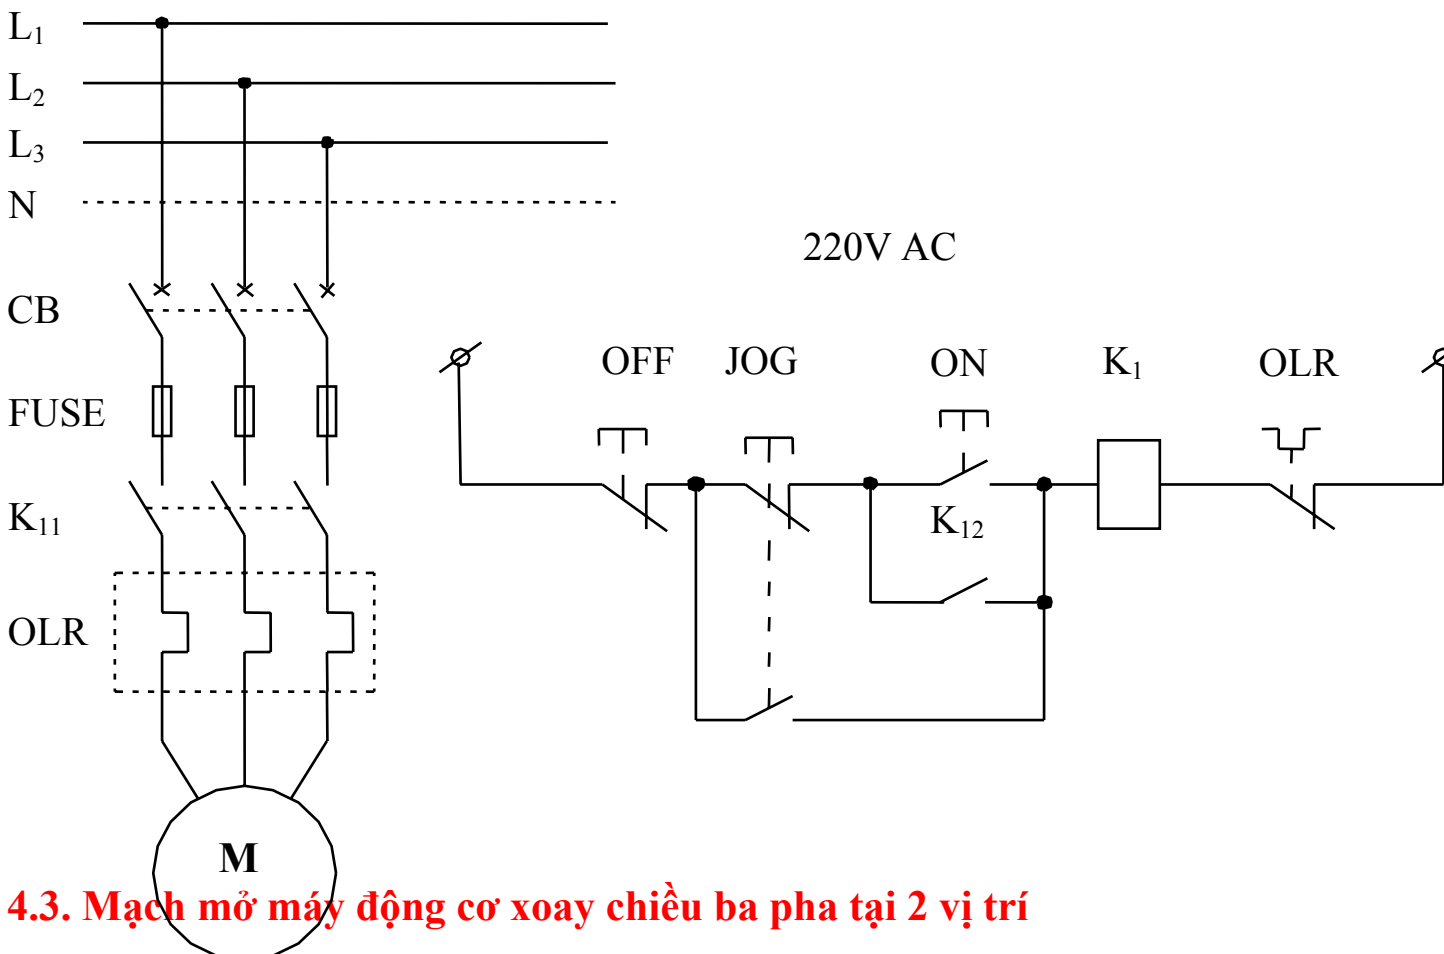 L₁
L₂
L₃
N
220V AC
CB
OFF JOG ON K₁ OLR
FUSE
K₁₁
K₁₂
OLR
M
4.3. Mạch mở máy động cơ xoay chiều ba pha tại 2 vị trí